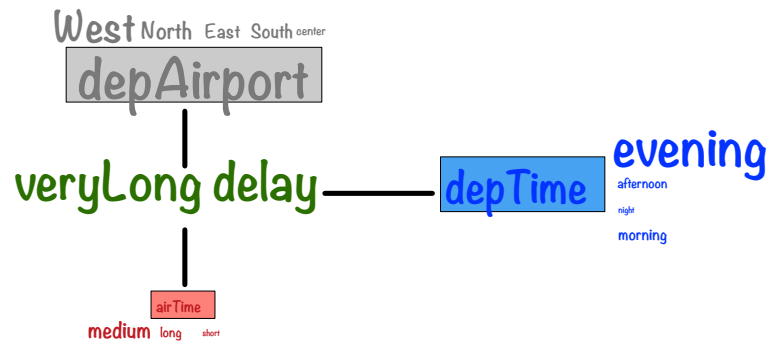 West North East South center
depAirport
veryLong delay
depTime
evening
afternoon
night
morning
airTime
medium long short